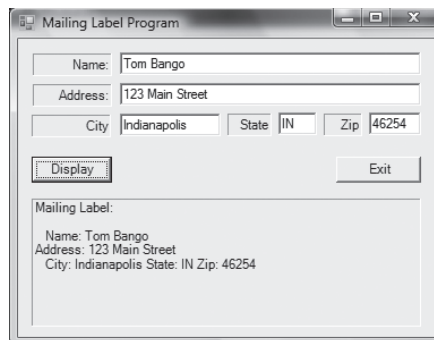 Mailing Label Program
Name: Tom Bango
Address: 123 Main Street
City Indianapolis State IN Zip 46254
Display Exit
Mailing Label:
Name: Tom Bango
Address: 123 Main Street
City: Indianapolis State: IN Zip: 46254